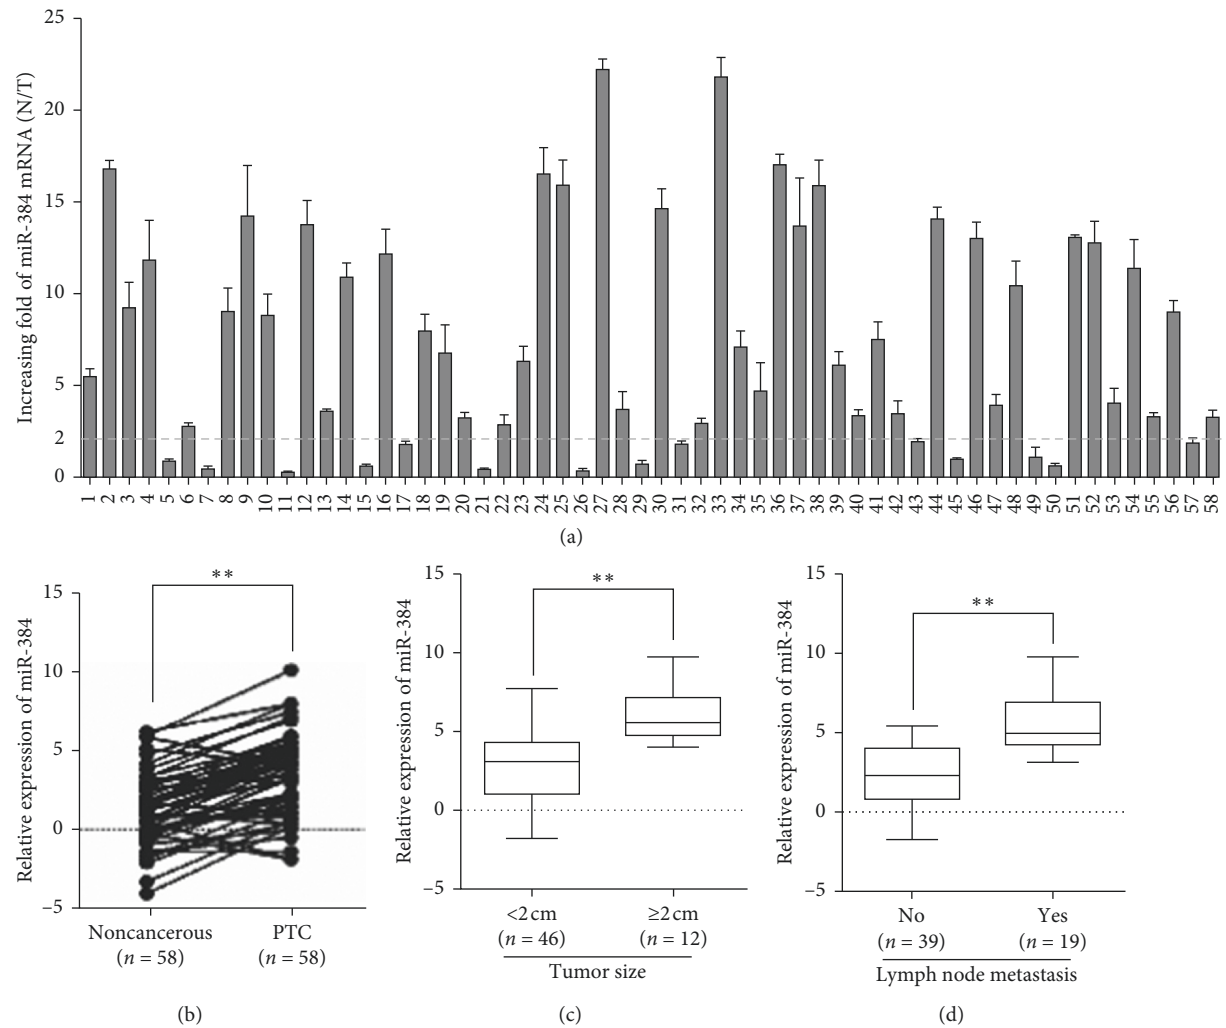 25
20
15
10
5
2
0
Increasing fold of miR-384 mRNA (N/T)
1 2 3 4 5 6 7 8 9 10 11 12 13 14 15 16 17 18 19 20 21 22 23 24 25 26 27 28 29 30 31 32 33 34 35 36 37 38 39 40 41 42 43 44 45 46 47 48 49 50 51 52 53 54 55 56 57 58
(a)
15
10
5
0
−5
Relative expression of miR-384
**
Noncancerous PTC
(n = 58) (n = 58)
(b)
15
10
5
0
−5
Relative expression of miR-384
**
<2 cm ≥2 cm
(n = 46) (n = 12)
Tumor size
(c)
15
10
5
0
−5
Relative expression of miR-384
**
No Yes
(n = 39) (n = 19)
Lymph node metastasis
(d)